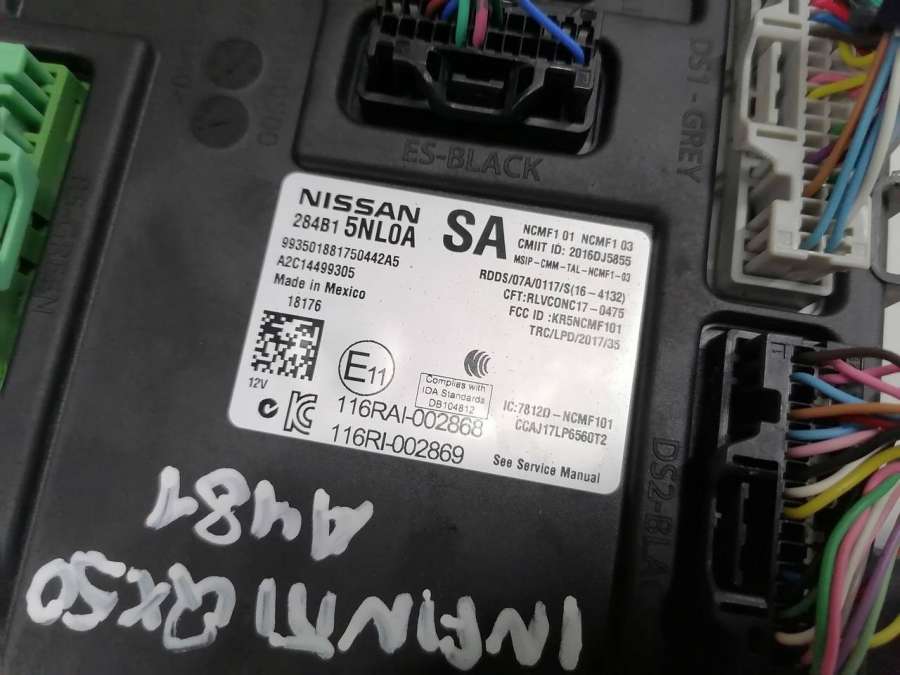 ES-BLACK
DS1-GREY
NISSAN
284B1 5NL0A
SA
NCMF1 01 NCMF1 03
CMIIT ID: 2016DJ5855
MSIP-CMM-TAL-NCMF1-03
993501881750442A5
A2C14499305
Made in Mexico
18176
RDDS/07A/0117/S(16-4132)
CFT:RLVCONC17-0475
FCC ID :KR5NCMF101
TRC/LPD/2017/35
12V
E11
Complies with
IDA Standards
DB104812
116RAI-002868
116RI-002869
IC:7812D-NCMF101
CCAJ17LP6560T2
See Service Manual
DS2-BLA
INFINITI QX50
A481